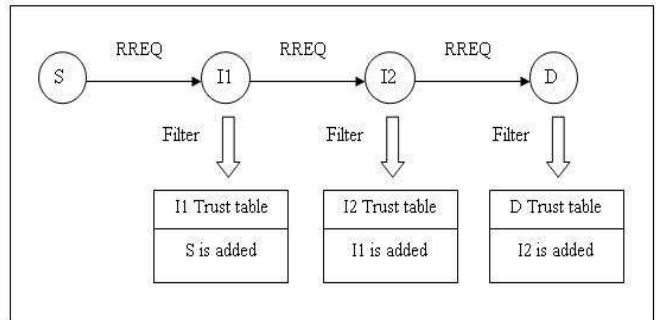 RREQ RREQ RREQ
S I1 I2 D
Filter Filter Filter
I1 Trust table I2 Trust table D Trust table
S is added I1 is added I2 is added